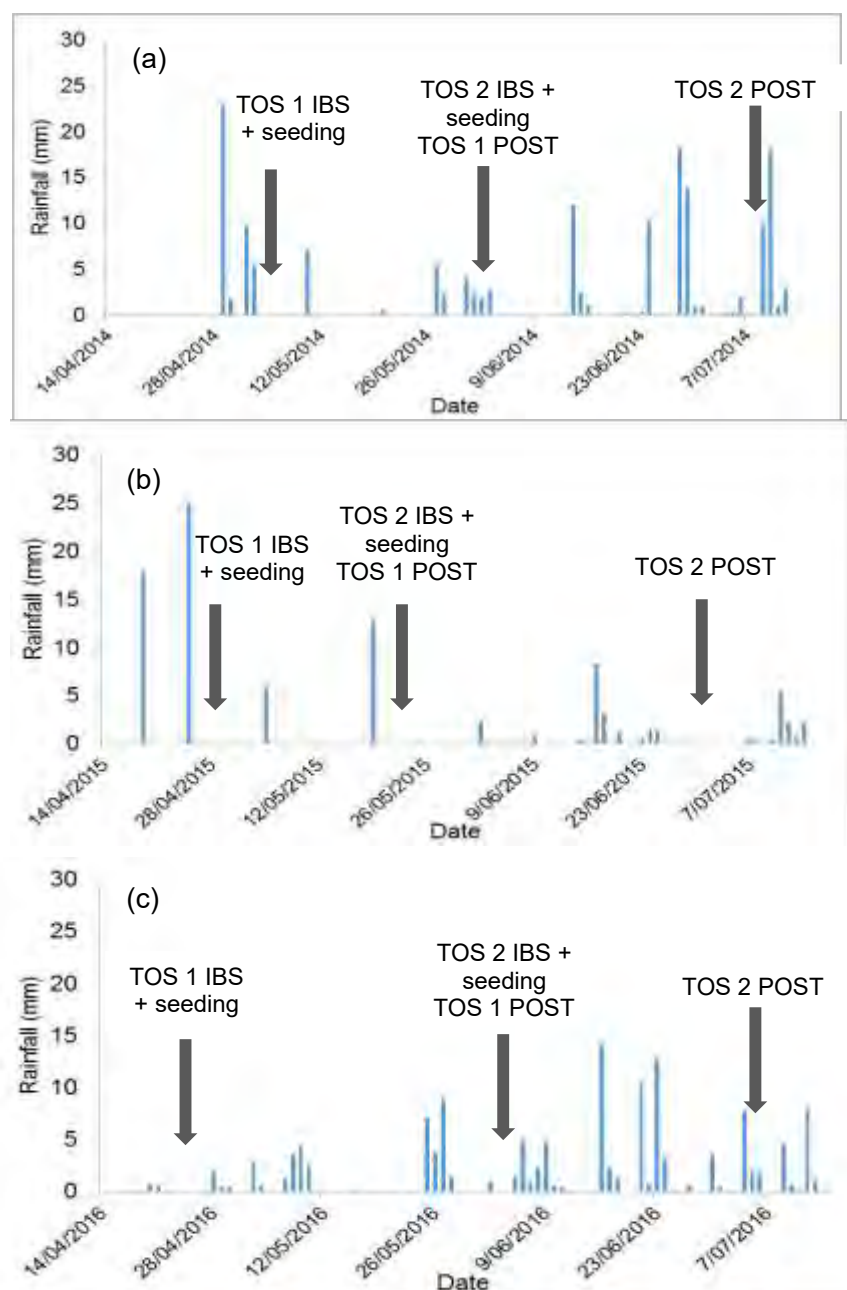 (a)
TOS 1 IBS
+ seeding
TOS 2 IBS +
seeding
TOS 1 POST
TOS 2 POST
Rainfall (mm)
30
25
20
15
10
5
0
14/04/2014
28/04/2014
12/05/2014
26/05/2014
9/06/2014
23/06/2014
7/07/2014
Date
(b)
TOS 1 IBS
+ seeding
TOS 2 IBS +
seeding
TOS 1 POST
TOS 2 POST
Rainfall (mm)
30
25
20
15
10
5
0
14/04/2015
28/04/2015
12/05/2015
26/05/2015
9/06/2015
23/06/2015
7/07/2015
Date
(c)
TOS 1 IBS
+ seeding
TOS 2 IBS +
seeding
TOS 1 POST
TOS 2 POST
Rainfall (mm)
30
25
20
15
10
5
0
14/04/2016
28/04/2016
12/05/2016
26/05/2016
9/06/2016
23/06/2016
7/07/2016
Date